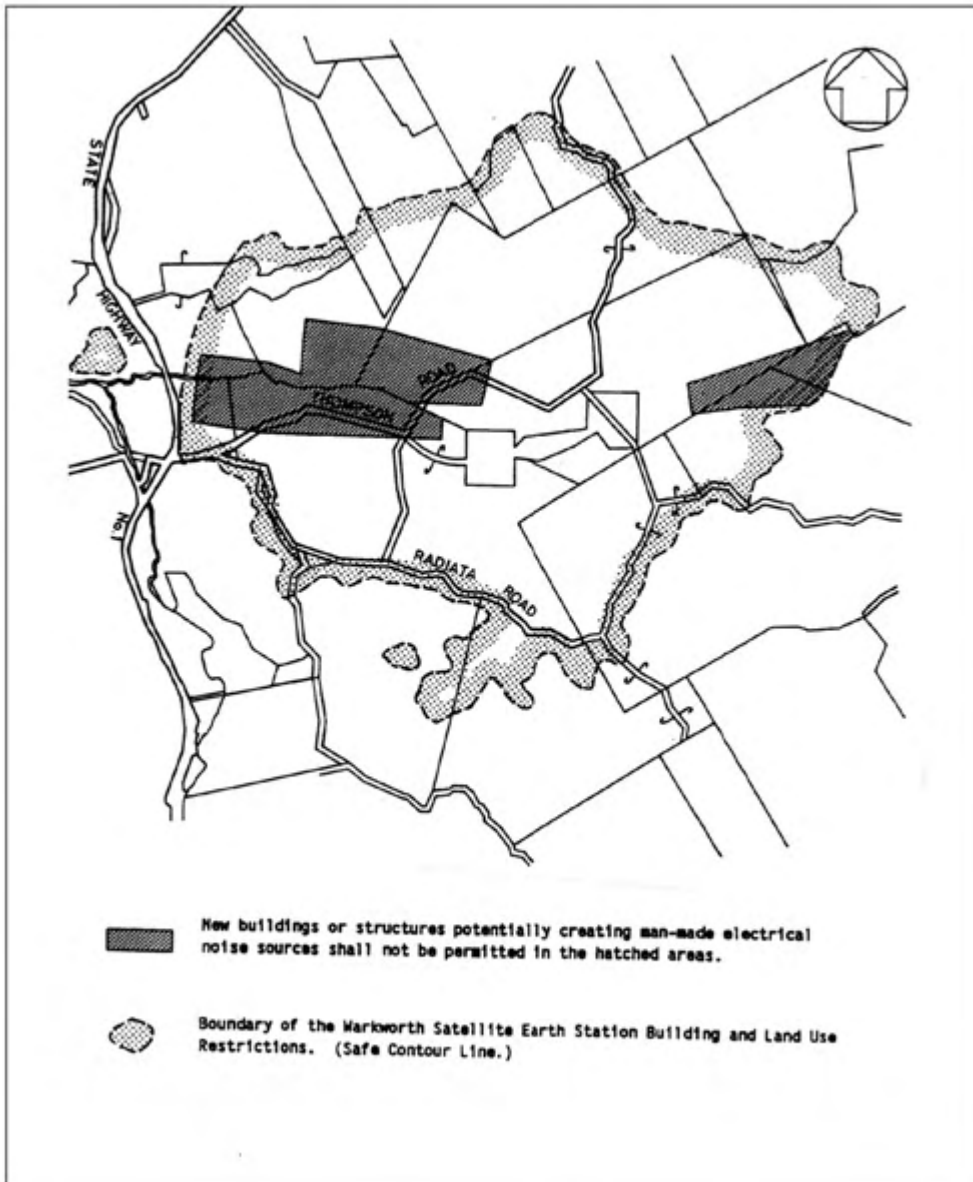 STATE
HIGHWAY
No.1
THOMPSON
ROAD
RADIATA
ROAD
New buildings or structures potentially creating man-made electrical
noise sources shall not be permitted in the hatched areas.
Boundary of the Warkworth Satellite Earth Station Building and Land Use
Restrictions. (Safe Contour Line.)